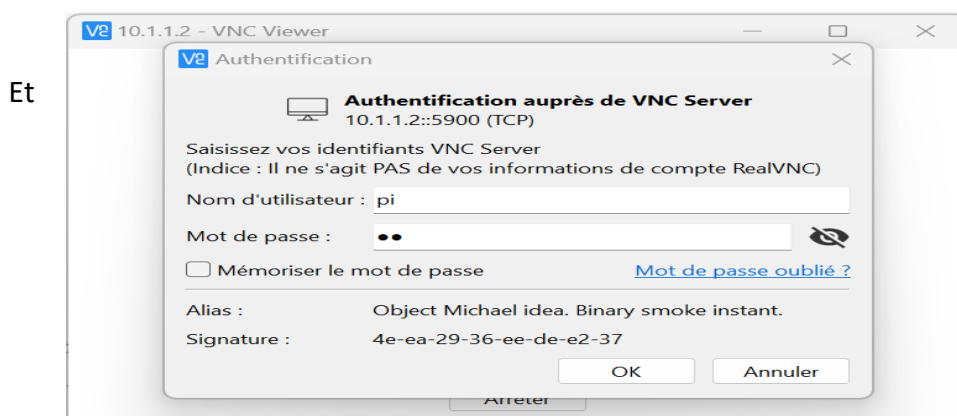 10.1.1.2 - VNC Viewer
Authentification
Et
Authentification auprès de VNC Server
10.1.1.2::5900 (TCP)
Saisissez vos identifiants VNC Server
(Indice : Il ne s'agit PAS de vos informations de compte RealVNC)
Nom d'utilisateur : pi
Mot de passe : ●●
Mémoriser le mot de passe Mot de passe oublié ?
Alias : Object Michael idea. Binary smoke instant.
Signature : 4e-ea-29-36-ee-de-e2-37
OK Annuler
Arrêter